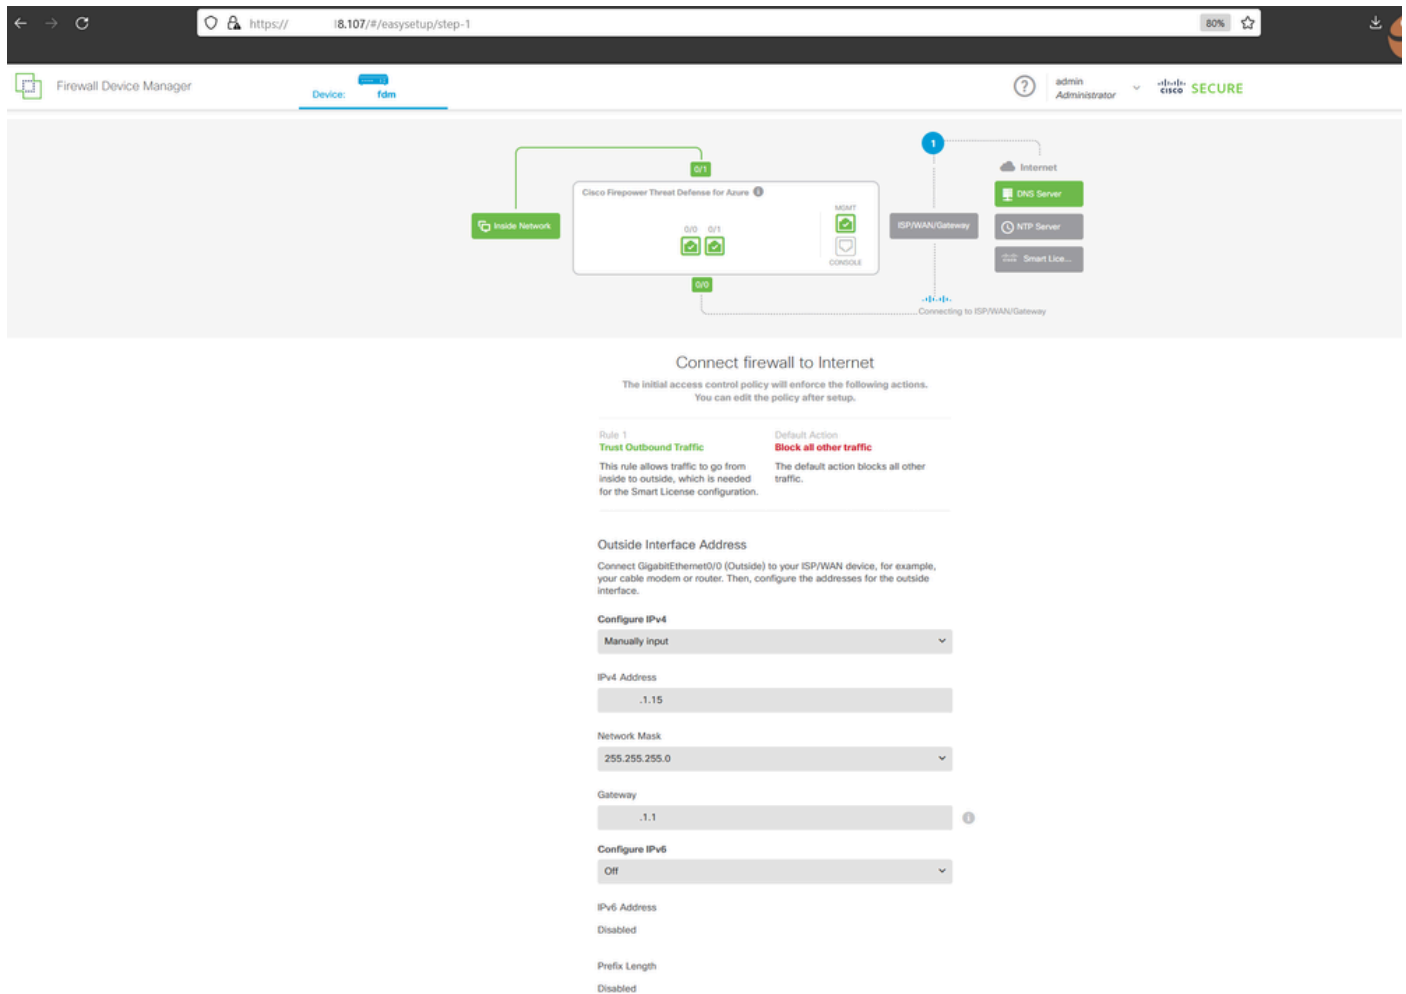 https://
8.107/#/easysetup/step-1
80%
Firewall Device Manager
Device: fdm
admin
Administrator
cisco SECURE
1
0/1
Internet
Cisco Firepower Threat Defense for Azure
DNS Server
MGMT
Inside Network
0/0 0/1
ISP/WAN/Gateway
NTP Server
CONSOLE
Smart Lice...
0/0
Connecting to ISP/WAN/Gateway
Connect firewall to Internet
The initial access control policy will enforce the following actions.
You can edit the policy after setup.
Rule 1
Trust Outbound Traffic
This rule allows traffic to go from
inside to outside, which is needed
for the Smart License configuration.
Default Action
Block all other traffic
The default action blocks all other
traffic.
Outside Interface Address
Connect GigabitEthernet0/0 (Outside) to your ISP/WAN device, for example,
your cable modem or router. Then, configure the addresses for the outside
interface.
Configure IPv4
Manually input
IPv4 Address
.1.15
Network Mask
255.255.255.0
Gateway
.1.1
Configure IPv6
Off
IPv6 Address
Disabled
Prefix Length
Disabled